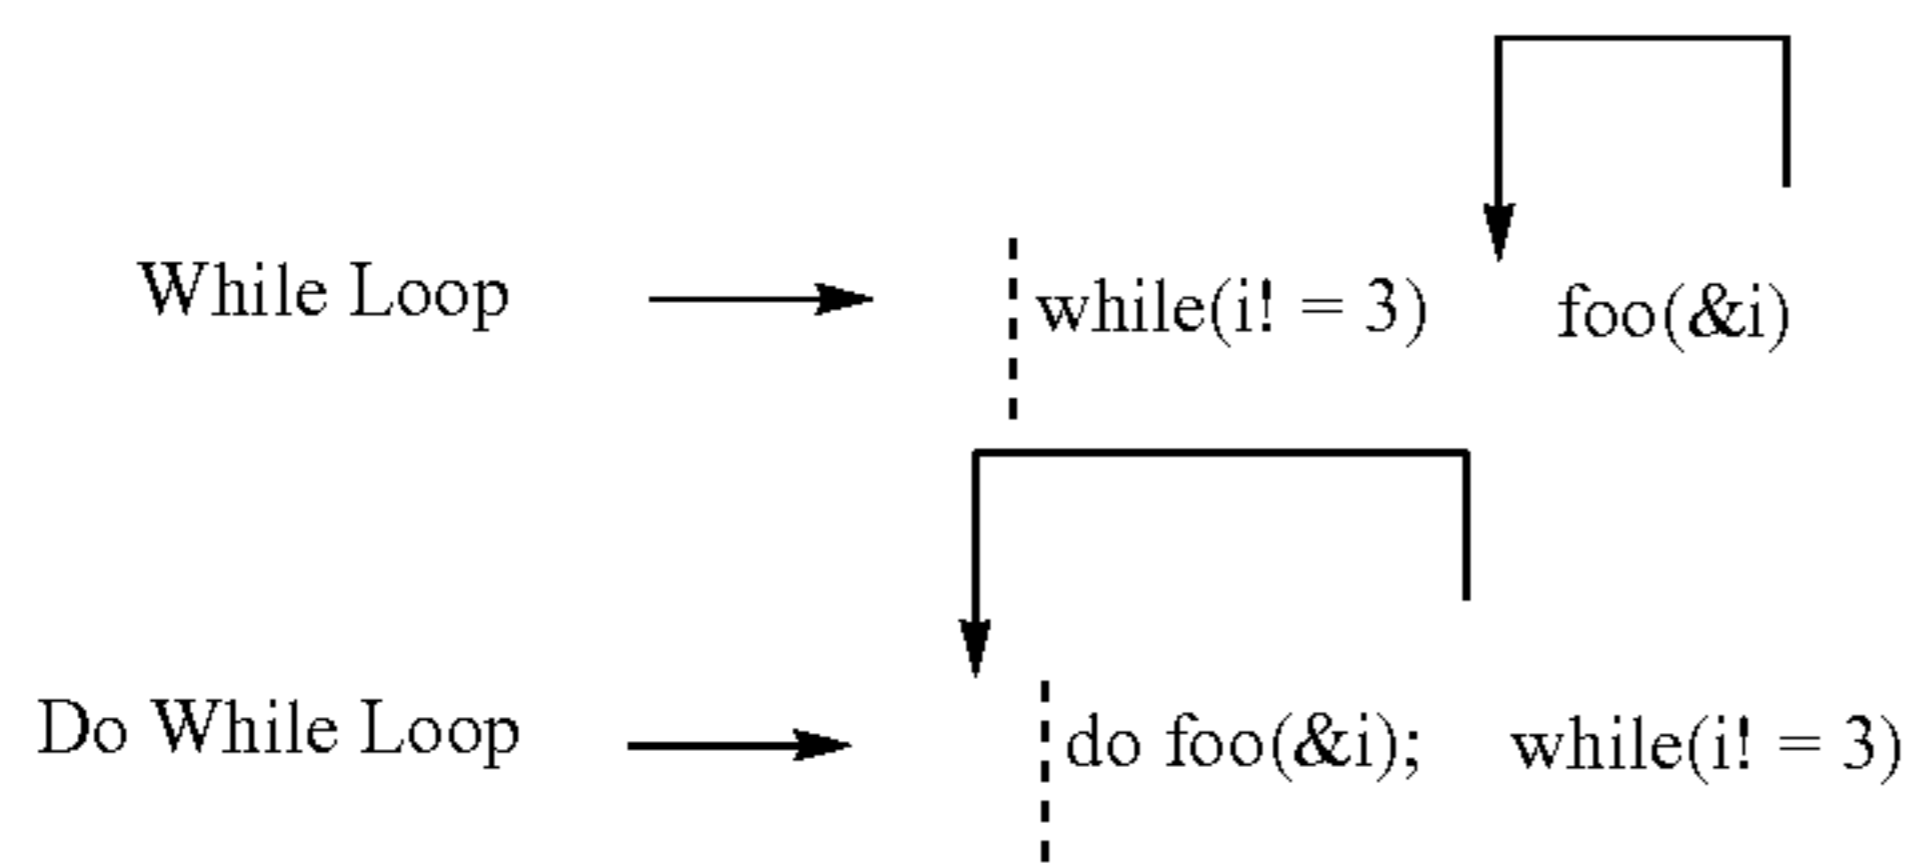 While Loop while(i! = 3) foo(&i)
Do While Loop do foo(&i); while(i! = 3)